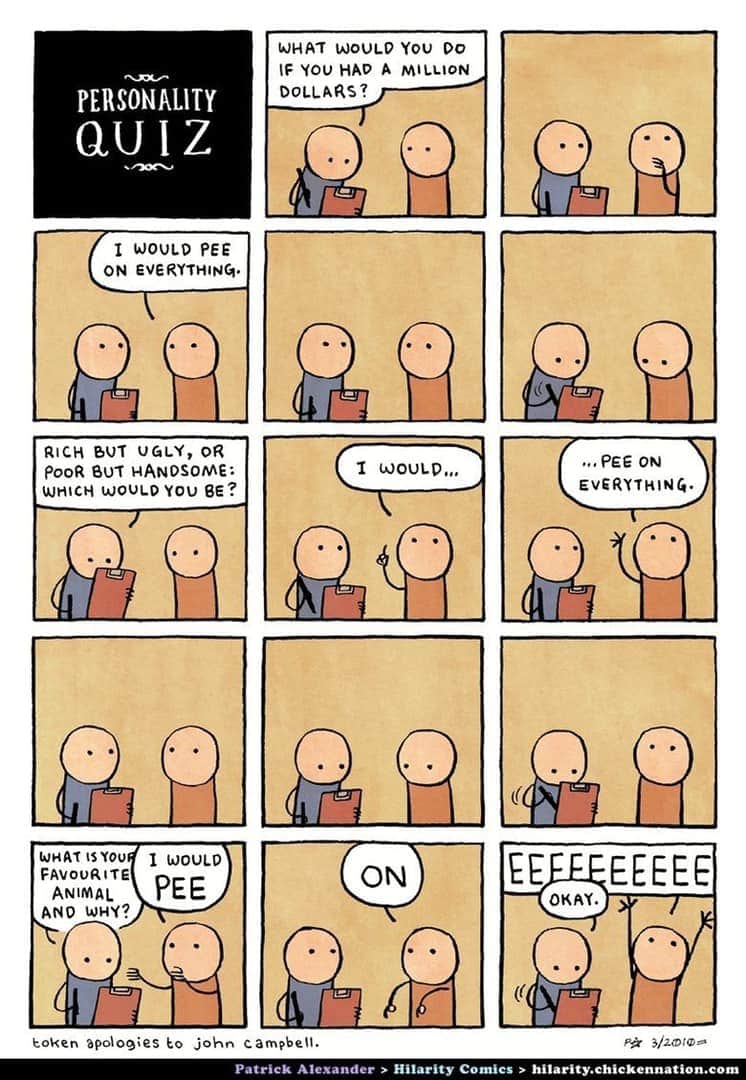 PERSONALITY
QUIZ
WHAT WOULD YOU DO
IF YOU HAD A MILLION
DOLLARS?
I WOULD PEE
ON EVERYTHING.
RICH BUT UGLY, OR
POOR BUT HANDSOME:
WHICH WOULD YOU BE?
I WOULD...
...PEE ON
EVERYTHING.
WHAT IS YOUR
FAVOURITE
ANIMAL
AND WHY?
I WOULD
PEE
ON
EEEEEEEEEE
OKAY.
token apologies to john campbell.
3/2010
Patrick Alexander > Hilarity Comics > hilarity.chickennation.com